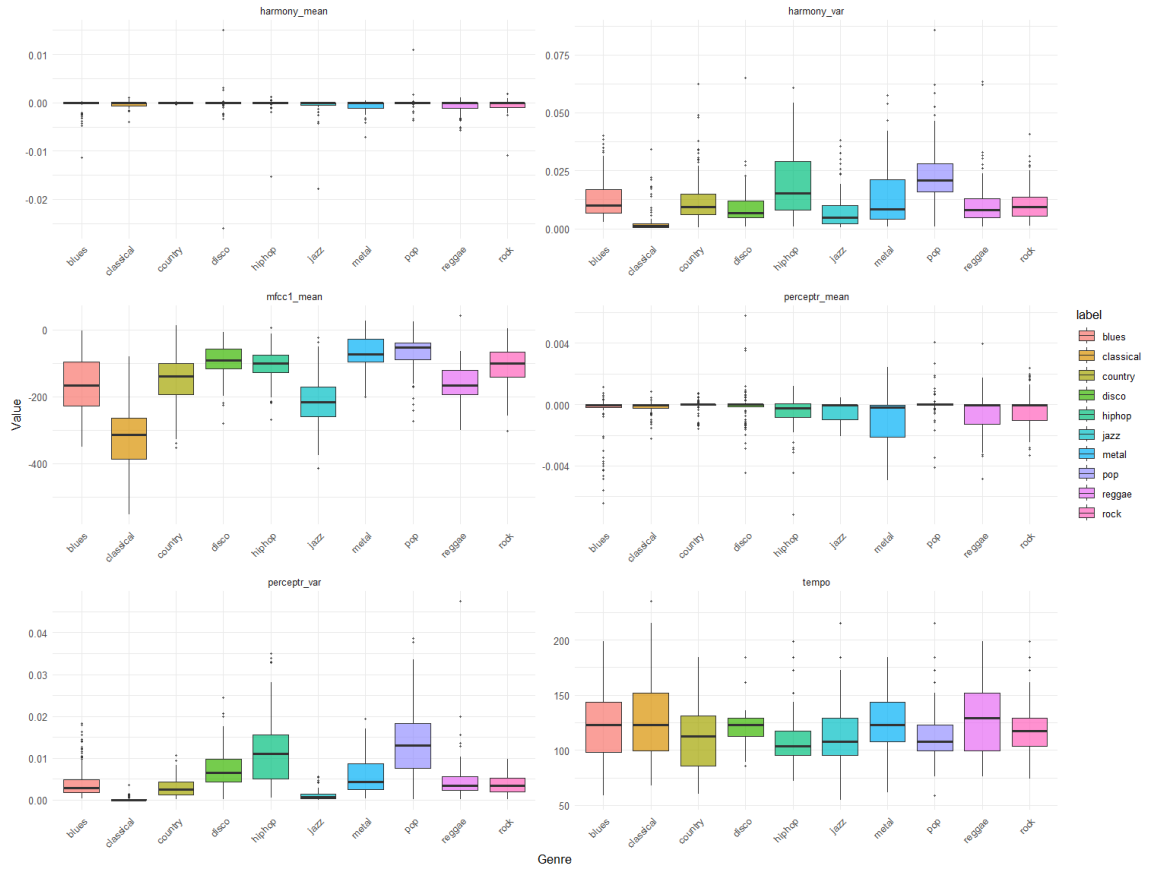 harmony_mean
0.01
0.00
-0.01
-0.02
blues classical country disco hiphop jazz metal pop reggae rock
harmony_var
0.075
0.050
0.025
0.000
blues classical country disco hiphop jazz metal pop reggae rock
mfcc1_mean
0
-200
-400
blues classical country disco hiphop jazz metal pop reggae rock
perceptr_mean
0.004
0.000
-0.004
blues classical country disco hiphop jazz metal pop reggae rock
label
blues
classical
country
disco
hiphop
jazz
metal
pop
reggae
rock
Value
perceptr_var
0.04
0.03
0.02
0.01
0.00
blues classical country disco hiphop jazz metal pop reggae rock
tempo
200
150
100
50
blues classical country disco hiphop jazz metal pop reggae rock
Genre